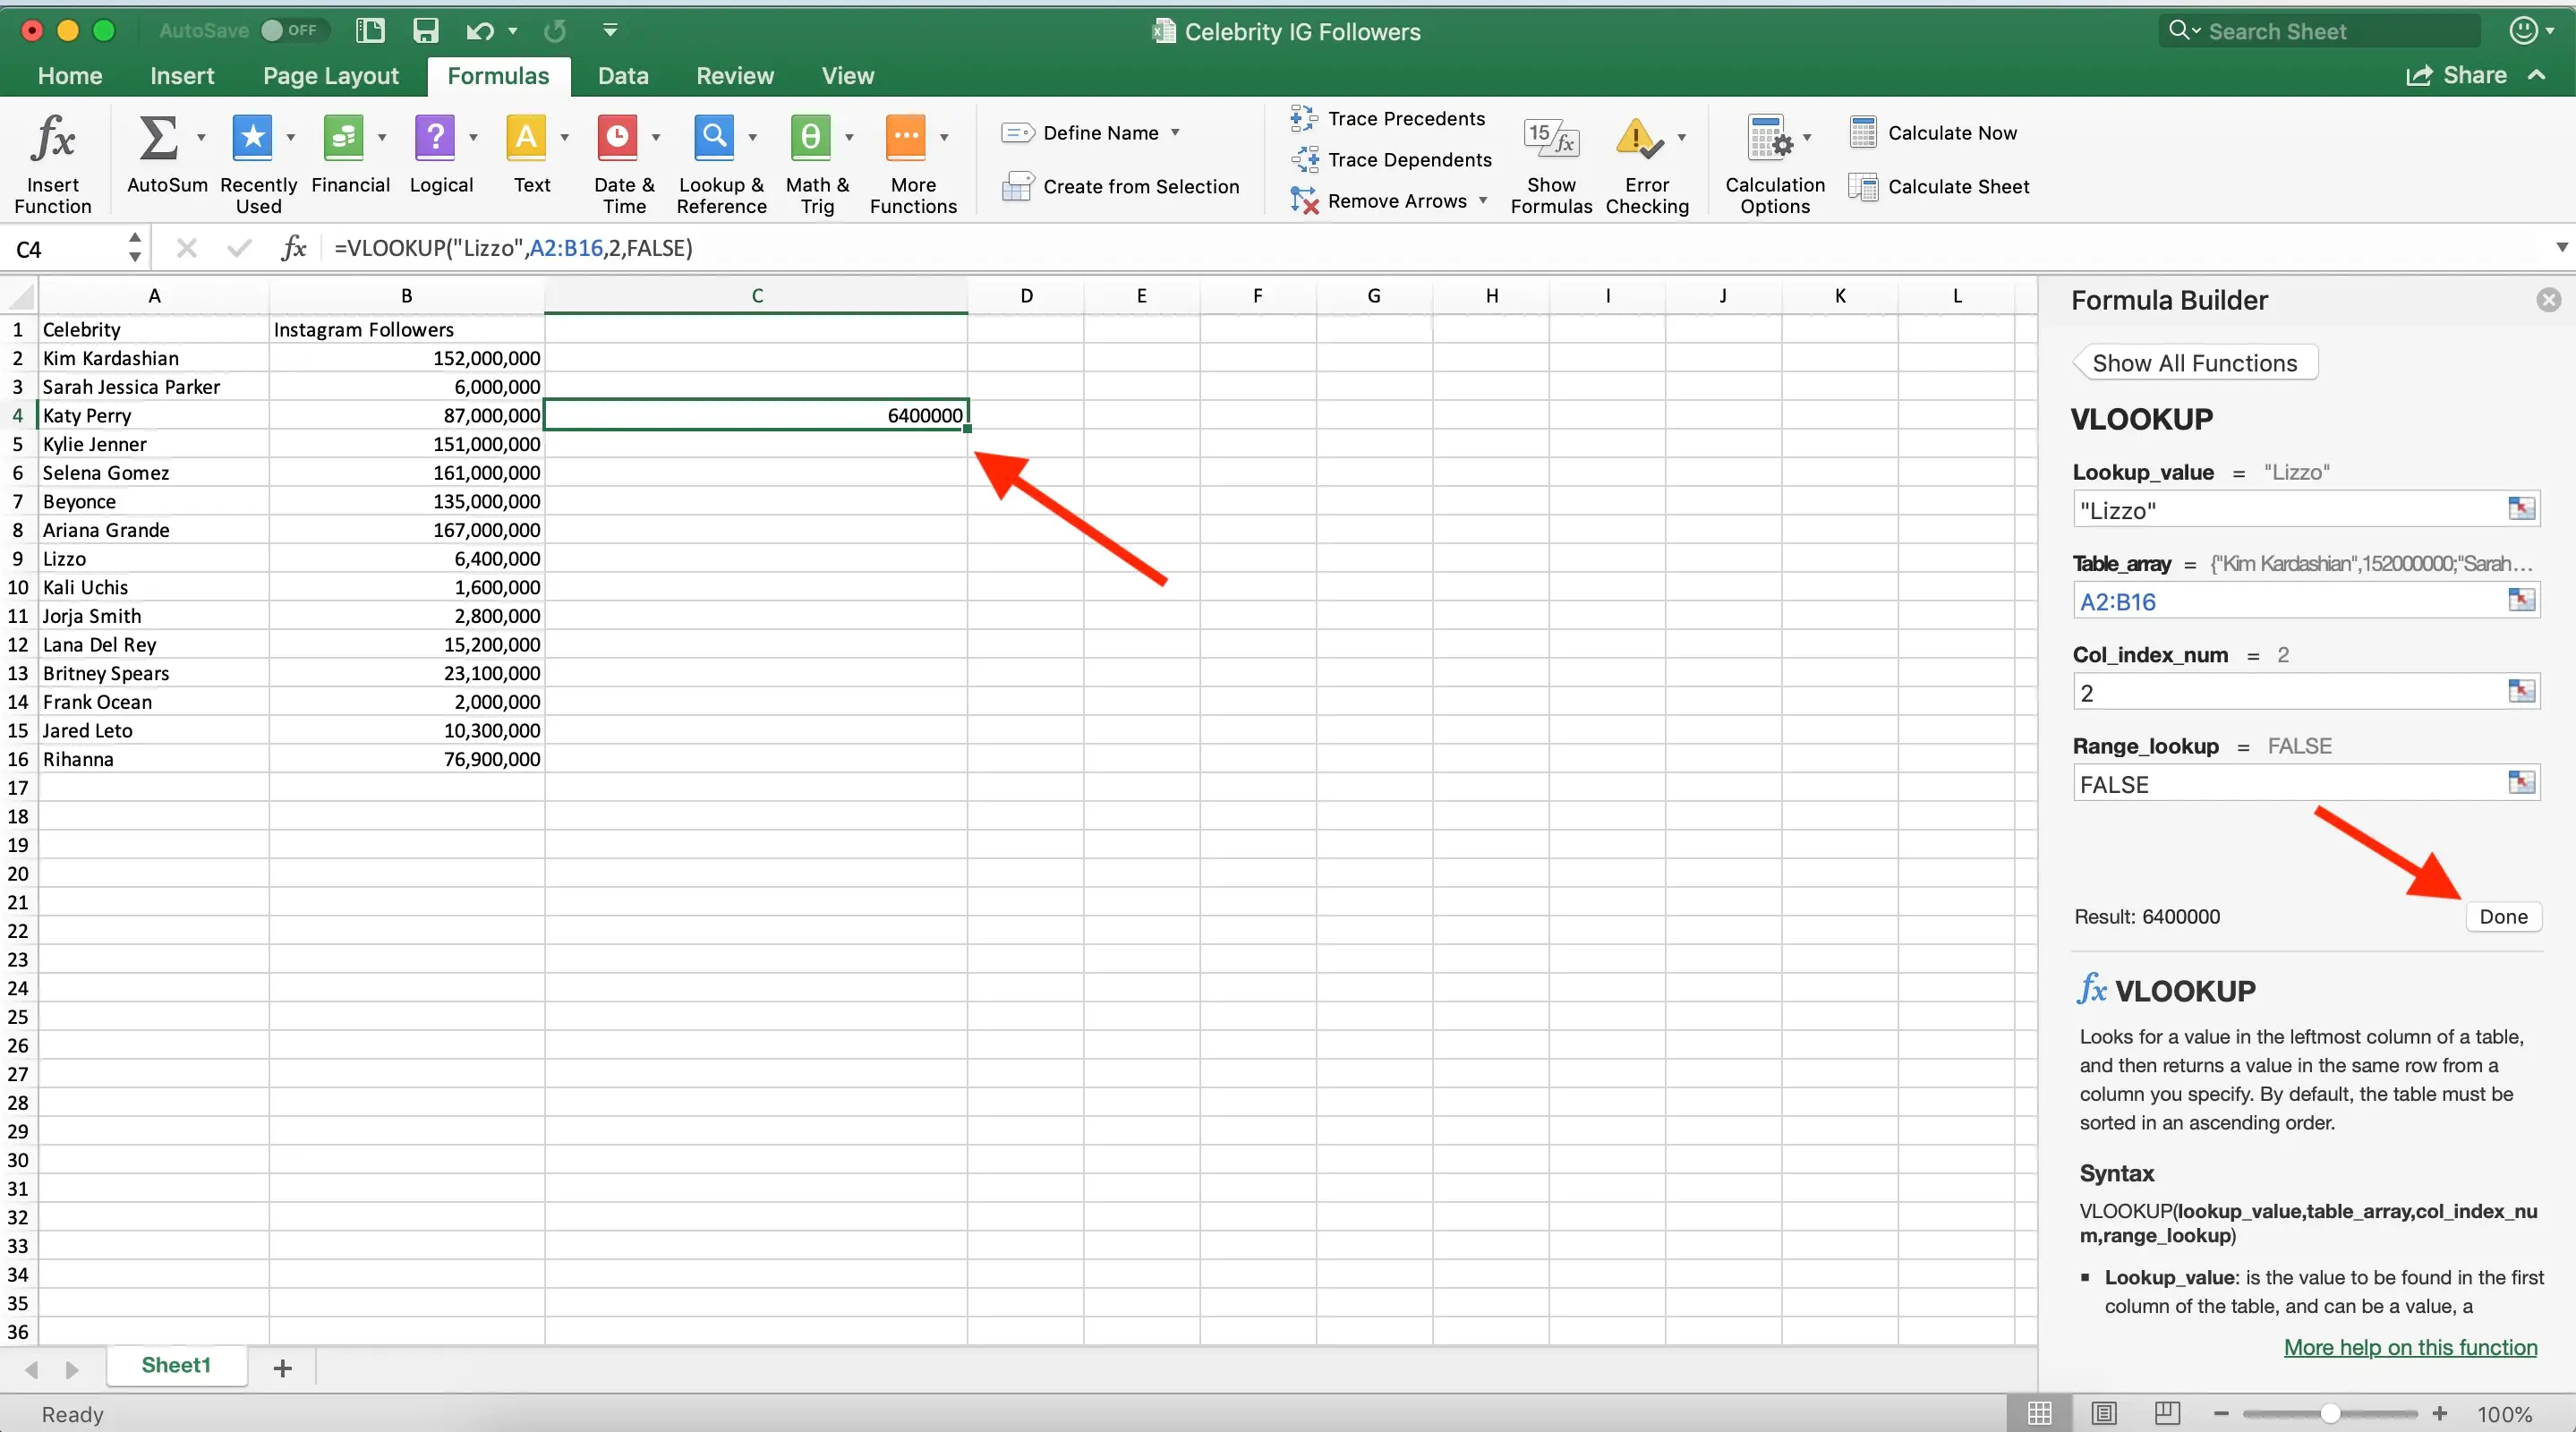 AutoSave OFF
Celebrity IG Followers
Search Sheet
Home Insert Page Layout Formulas Data Review View
Share
Insert Function
AutoSum
Recently Used
Financial
Logical
Text
Date & Time
Lookup & Reference
Math & Trig
More Functions
Define Name
Create from Selection
Trace Precedents
Trace Dependents
Remove Arrows
Show Formulas
Error Checking
Calculation Options
Calculate Now
Calculate Sheet
C4 fx =VLOOKUP("Lizzo",A2:B16,2,FALSE)
A B C D E F G H I J K L
1 Celebrity Instagram Followers
2 Kim Kardashian 152,000,000
3 Sarah Jessica Parker 6,000,000
4 Katy Perry 87,000,000 6400000
5 Kylie Jenner 151,000,000
6 Selena Gomez 161,000,000
7 Beyonce 135,000,000
8 Ariana Grande 167,000,000
9 Lizzo 6,400,000
10 Kali Uchis 1,600,000
11 Jorja Smith 2,800,000
12 Lana Del Rey 15,200,000
13 Britney Spears 23,100,000
14 Frank Ocean 2,000,000
15 Jared Leto 10,300,000
16 Rihanna 76,900,000
17
18
19
20
21
22
23
24
25
26
27
28
29
30
31
32
33
34
35
36
Formula Builder
Show All Functions
VLOOKUP
Lookup_value = "Lizzo"
"Lizzo"
Table_array = {"Kim Kardashian",152000000;"Sarah...
A2:B16
Col_index_num = 2
2
Range_lookup = FALSE
FALSE
Result: 6400000
Done
fx VLOOKUP
Looks for a value in the leftmost column of a table,
and then returns a value in the same row from a
column you specify. By default, the table must be
sorted in an ascending order.
Syntax
VLOOKUP(lookup_value,table_array,col_index_nu
m,range_lookup)
▪ Lookup_value: is the value to be found in the first
column of the table, and can be a value, a
More help on this function
Sheet1
Ready
100%